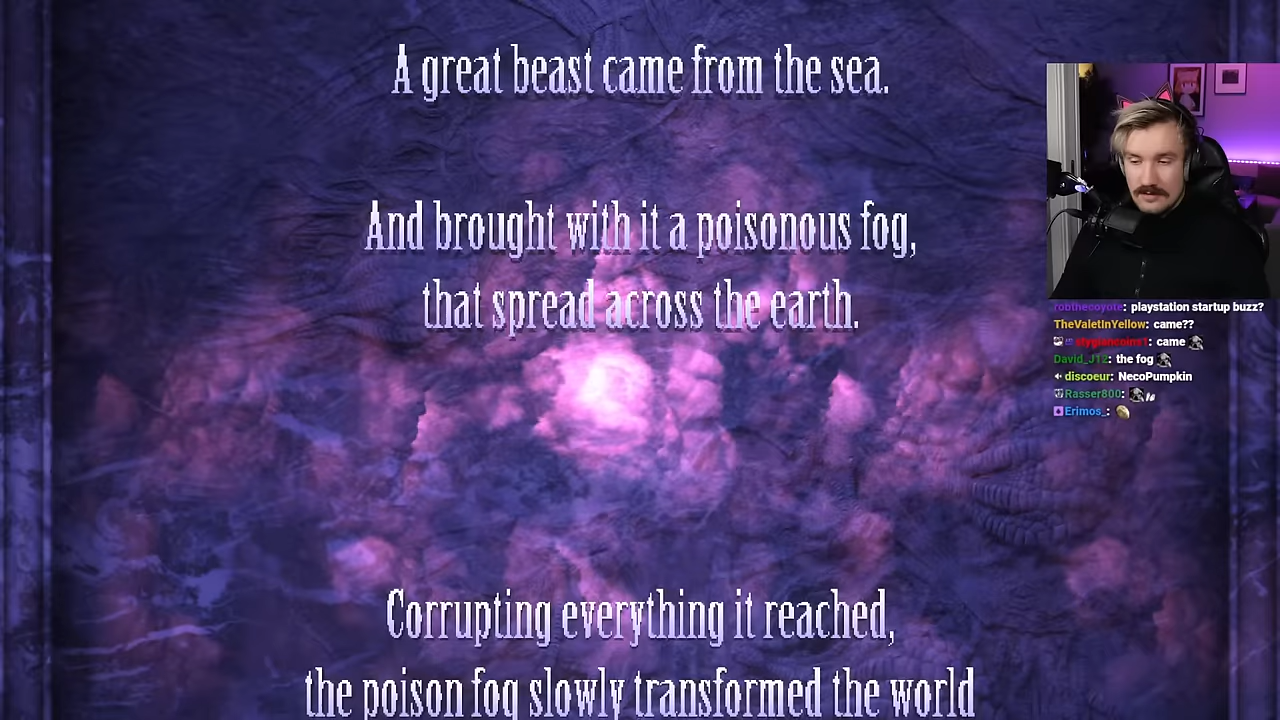 A great beast came from the sea.
And brought with it a poisonous fog,
that spread across the earth.
Corrupting everything it reached,
the poison fog slowly transformed the world
robthecoyote: playstation startup buzz?
TheValetInYellow: came??
stygiancoins1: came
David_J12: the fog
discoeur: NecoPumpkin
Rasser800:
Erimos_: